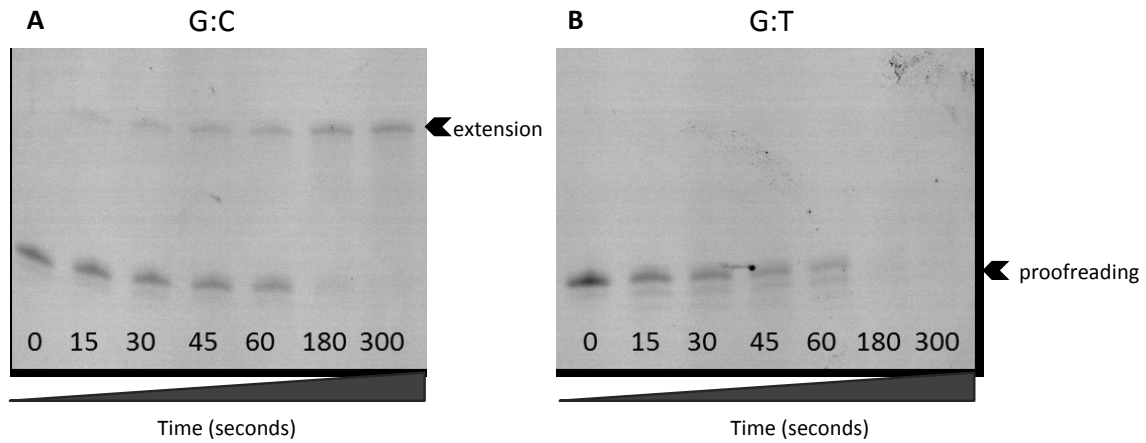 A
G:C
extension
0 15 30 45 60 180 300
Time (seconds)
B
G:T
proofreading
0 15 30 45 60 180 300
Time (seconds)